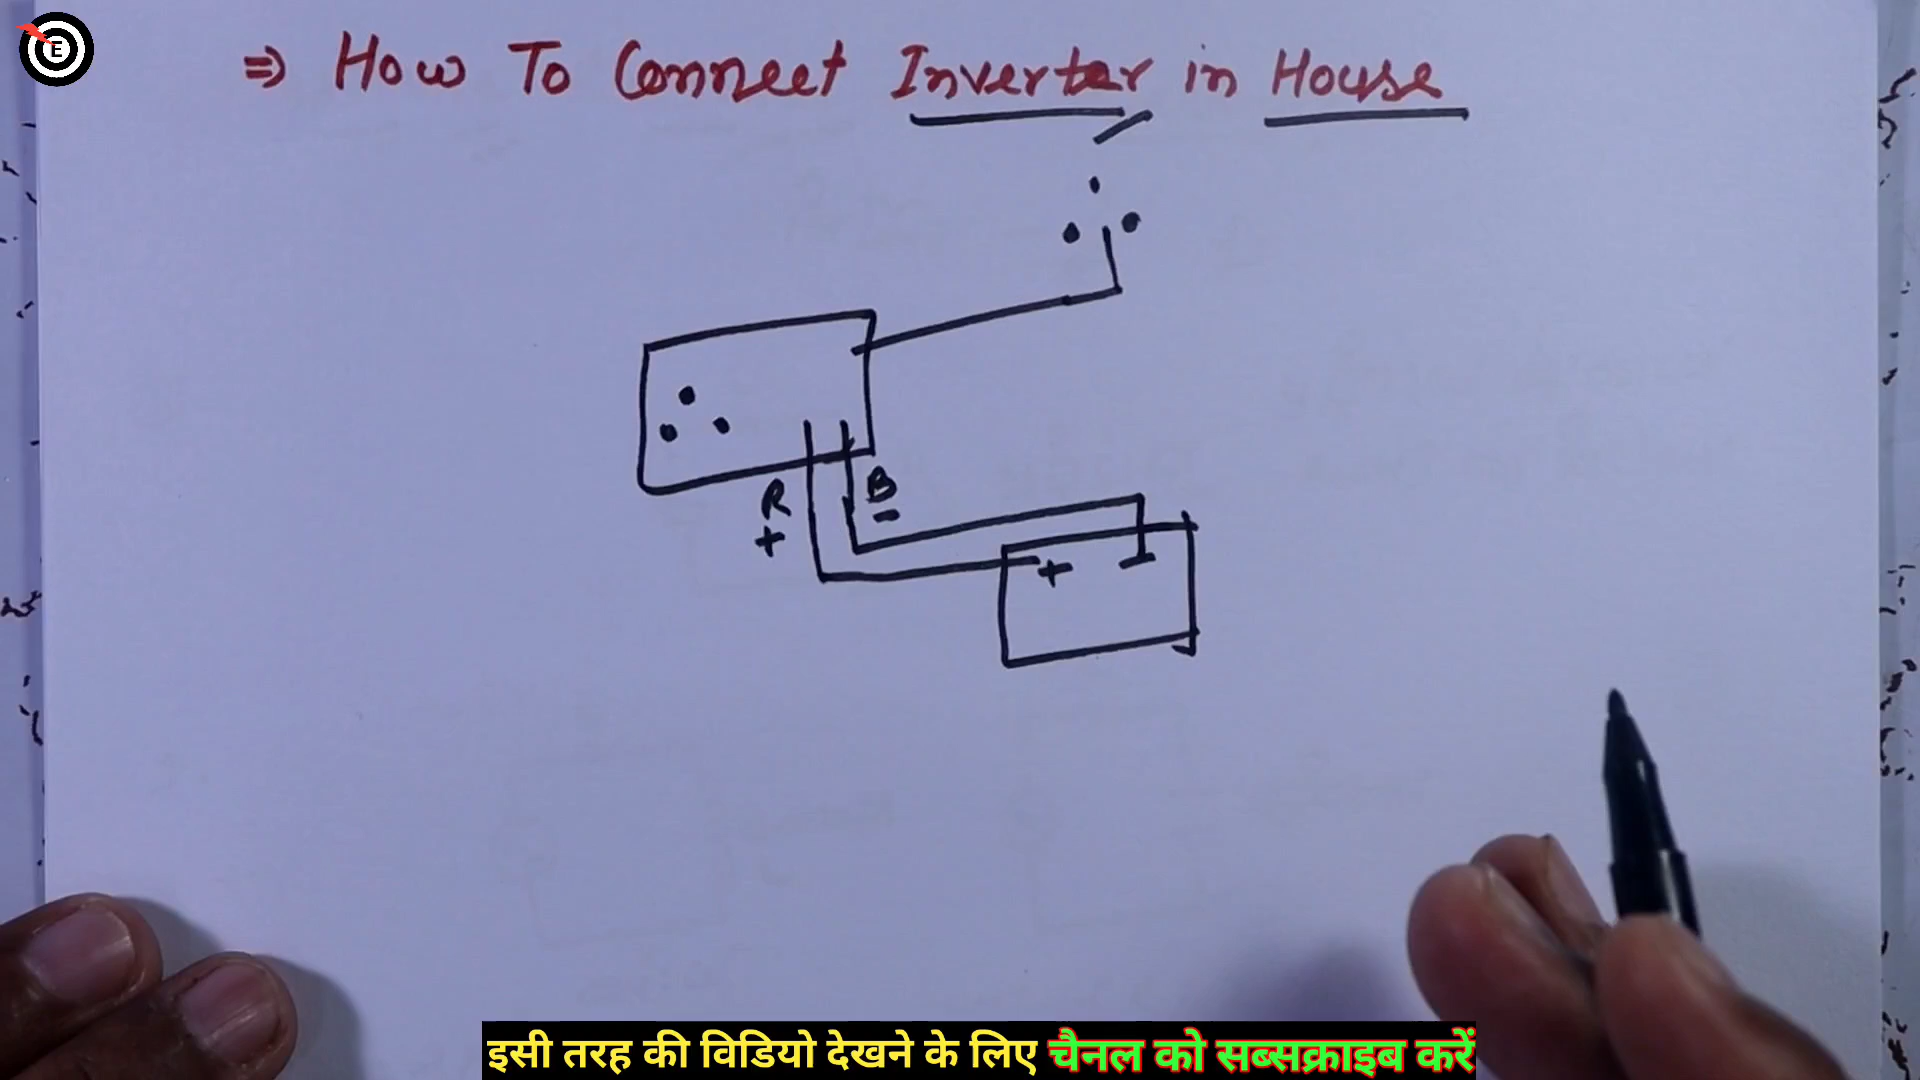 E
⇒ How To Connect Inverter in House
R B
+ -
+ -
इसी तरह की विडियो देखने के लिए चैनल को सब्सक्राइब करें